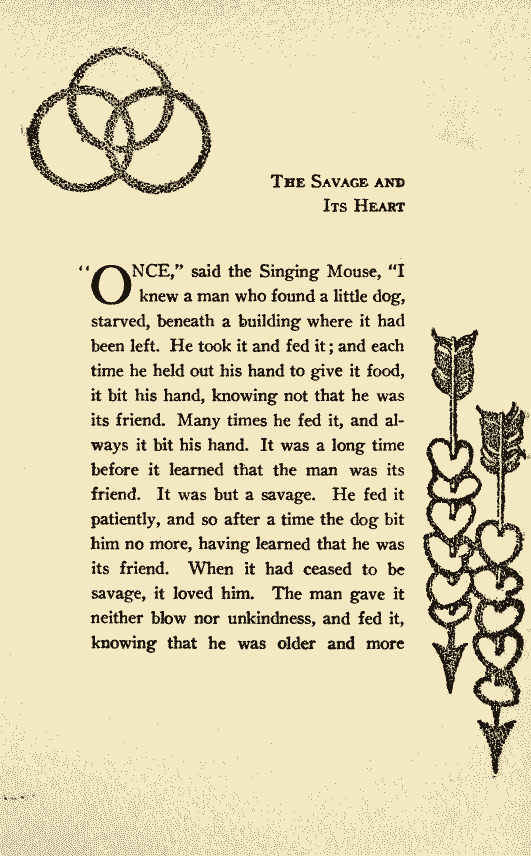 THE SAVAGE AND
ITS HEART
“ONCE,” said the Singing Mouse, “I
knew a man who found a little dog,
starved, beneath a building where it had
been left. He took it and fed it; and each
time he held out his hand to give it food,
it bit his hand, knowing not that he was
its friend. Many times he fed it, and al-
ways it bit his hand. It was a long time
before it learned that the man was its
friend. It was but a savage. He fed it
patiently, and so after a time the dog bit
him no more, having learned that he was
its friend. When it had ceased to be
savage, it loved him. The man gave it
neither blow nor unkindness, and fed it,
knowing that he was older and more